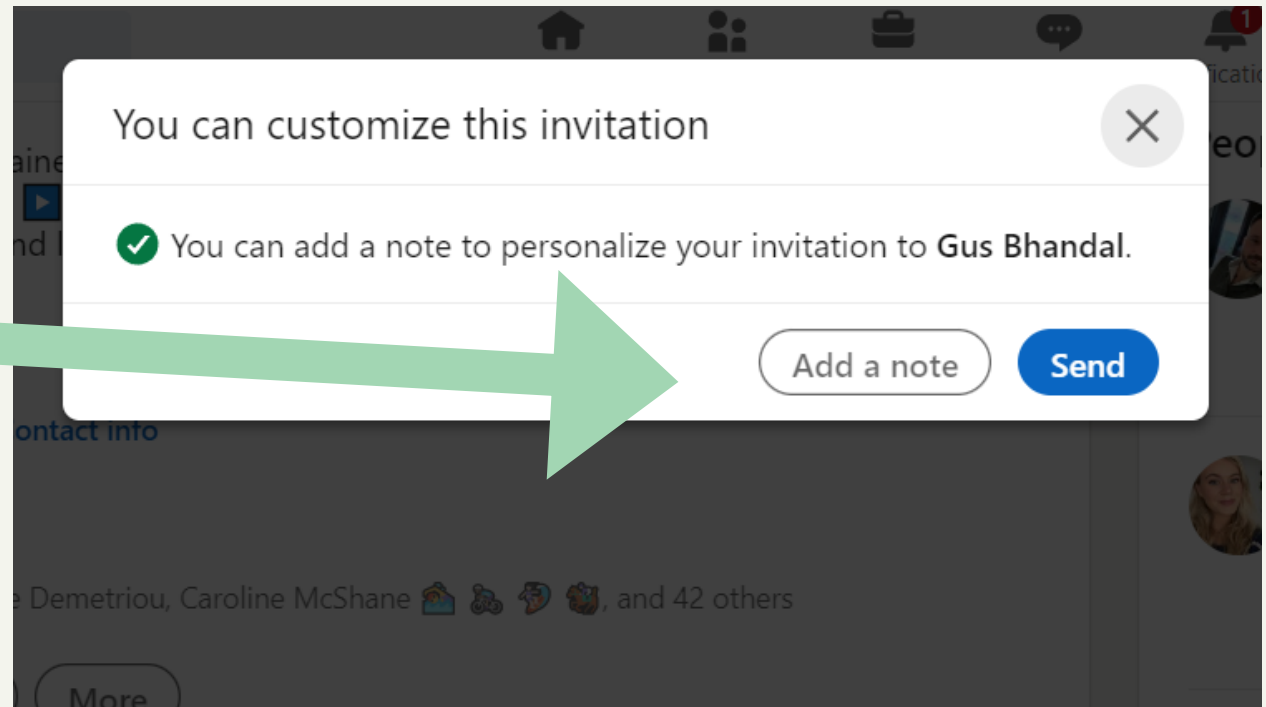 1
You can customize this invitation
You can add a note to personalize your invitation to Gus Bhandal.
Add a note
Send
ontact info
e Demetriou, Caroline McShane 🏄 🚴 🏂 🧗, and 42 others
More